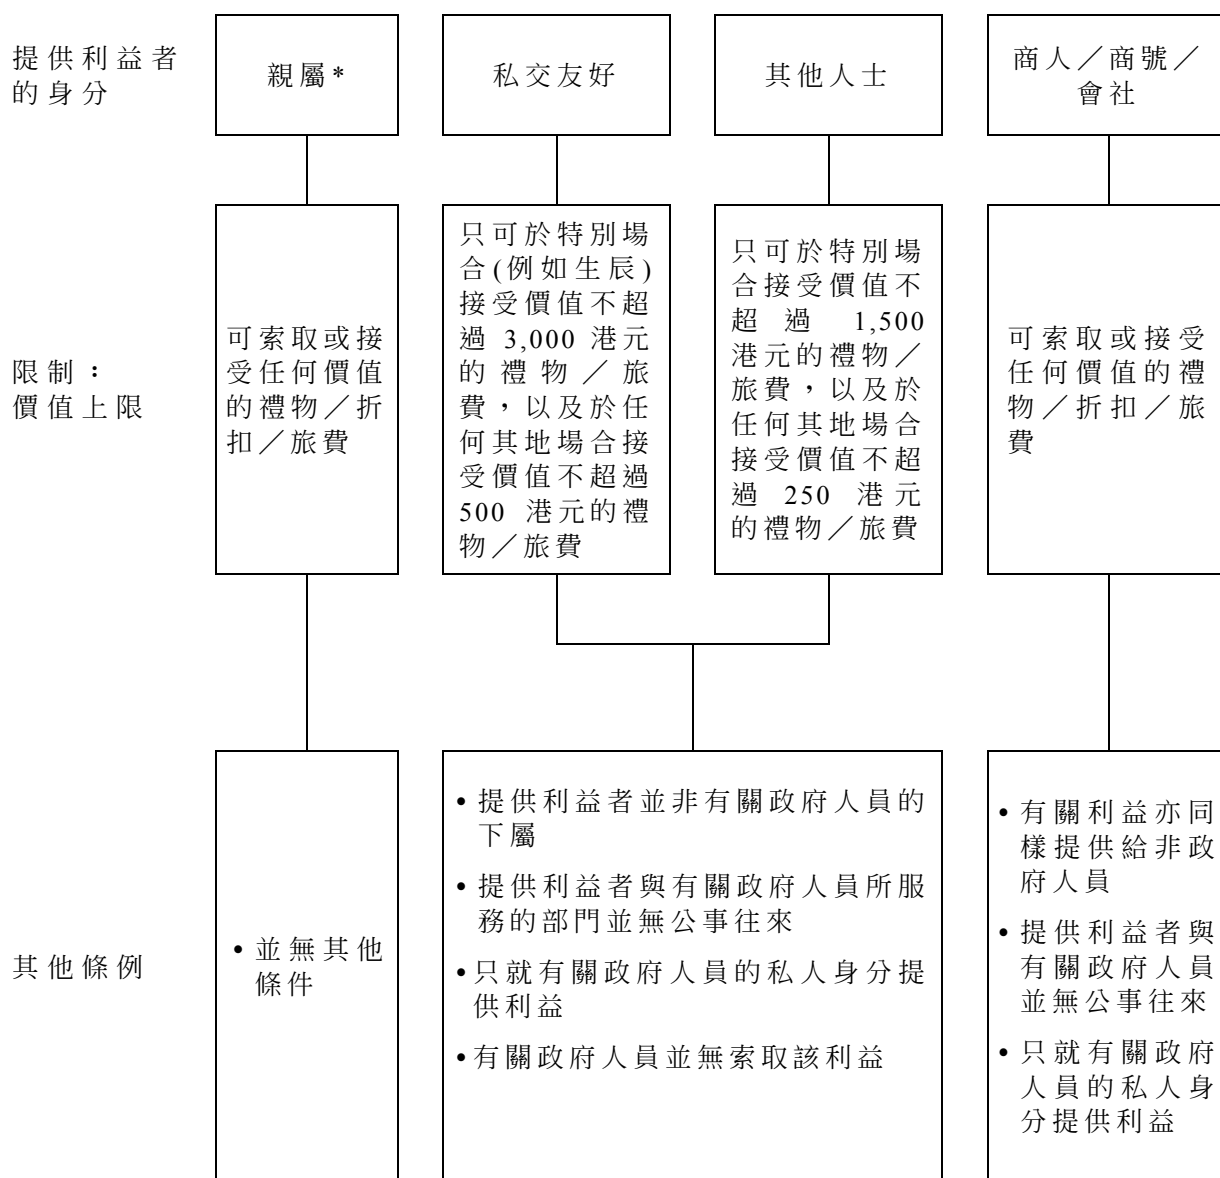 提供利益者
的身分
親屬*
私交友好
其他人士
商人／商號／
會社
限制：
價值上限
可索取或接
受任何價值
的禮物／折
扣／旅費
只可於特別場
合(例如生辰)
接受價值不超
過 3,000 港元
的禮物／旅
費，以及於任
何其地場合接
受價值不超過
500 港元的禮
物／旅費
只可於特別場
合接受價值不
超過 1,500
港元的禮物／
旅費，以及於
任何其地場合
接受價值不超
過 250 港元
的禮物／旅費
可索取或接受
任何價值的禮
物／折扣／旅
費
其他條例
• 並無其他
條件
• 提供利益者並非有關政府人員的
下屬
• 提供利益者與有關政府人員所服
務的部門並無公事往來
• 只就有關政府人員的私人身分提
供利益
• 有關政府人員並無索取該利益
• 有關利益亦同
樣提供給非政
府人員
• 提供利益者與
有關政府人員
並無公事往來
• 只就有關政府
人員的私人身
分提供利益